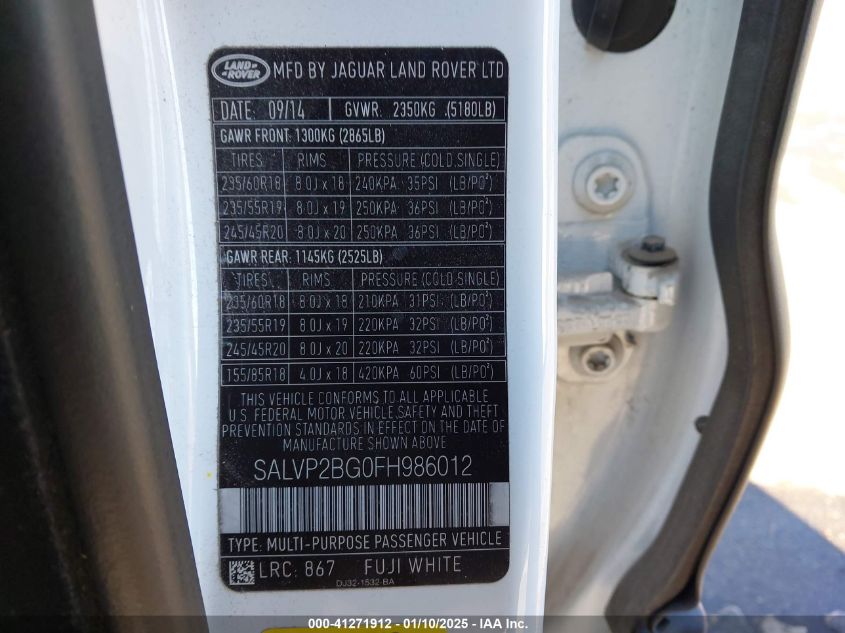 LAND
ROVER
MFD BY JAGUAR LAND ROVER LTD
DATE. 09/14 GVWR. 2350KG .(5180LB)
GAWR FRONT: 1300KG (2865LB)
TIRES RIMS PRESSURE (COLD.SINGLE)
235/60R18 8.0J x 18 240KPA 35PSI (LB/PO²)
235/55R19 8.0J x 19 250KPA 36PSI (LB/PO²)
245/45R20 8.0J x 20 250KPA 36PSI (LB/PO²)
GAWR REAR: 1145KG (2525LB)
TIRES RIMS PRESSURE (COLD.SINGLE)
235/60R18 8.0J x 18 210KPA 31PSI (LB/PO²)
235/55R19 8.0J x 19 220KPA 32PSI (LB/PO²)
245/45R20 8.0J x 20 220KPA 32PSI (LB/PO²)
155/85R18 4.0J x 18 420KPA 60PSI (LB/PO²)
THIS VEHICLE CONFORMS TO ALL APPLICABLE
U.S. FEDERAL MOTOR VEHICLE,SAFETY AND THEFT
PREVENTION STANDARDS IN EFFECT ON THE DATE OF
MANUFACTURE SHOWN ABOVE
SALVP2BG0FH986012
TYPE: MULTI-PURPOSE PASSENGER VEHICLE
LRC: 867 FUJI WHITE
DJ32-1532-BA
000-41271912 - 01/10/2025 - IAA Inc.